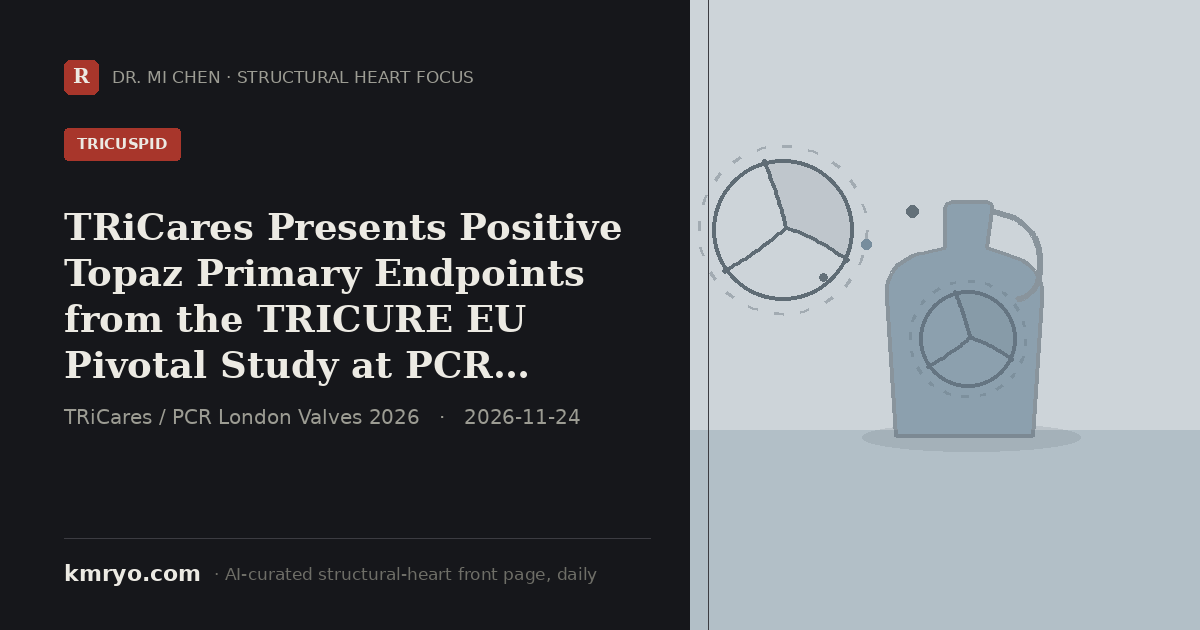 R DR. MI CHEN · STRUCTURAL HEART FOCUS
TRICUSPID
TRiCares Presents Positive
Topaz Primary Endpoints
from the TRICURE EU
Pivotal Study at PCR...
TRiCares / PCR London Valves 2026 · 2026-11-24
kmryo.com · AI-curated structural-heart front page, daily